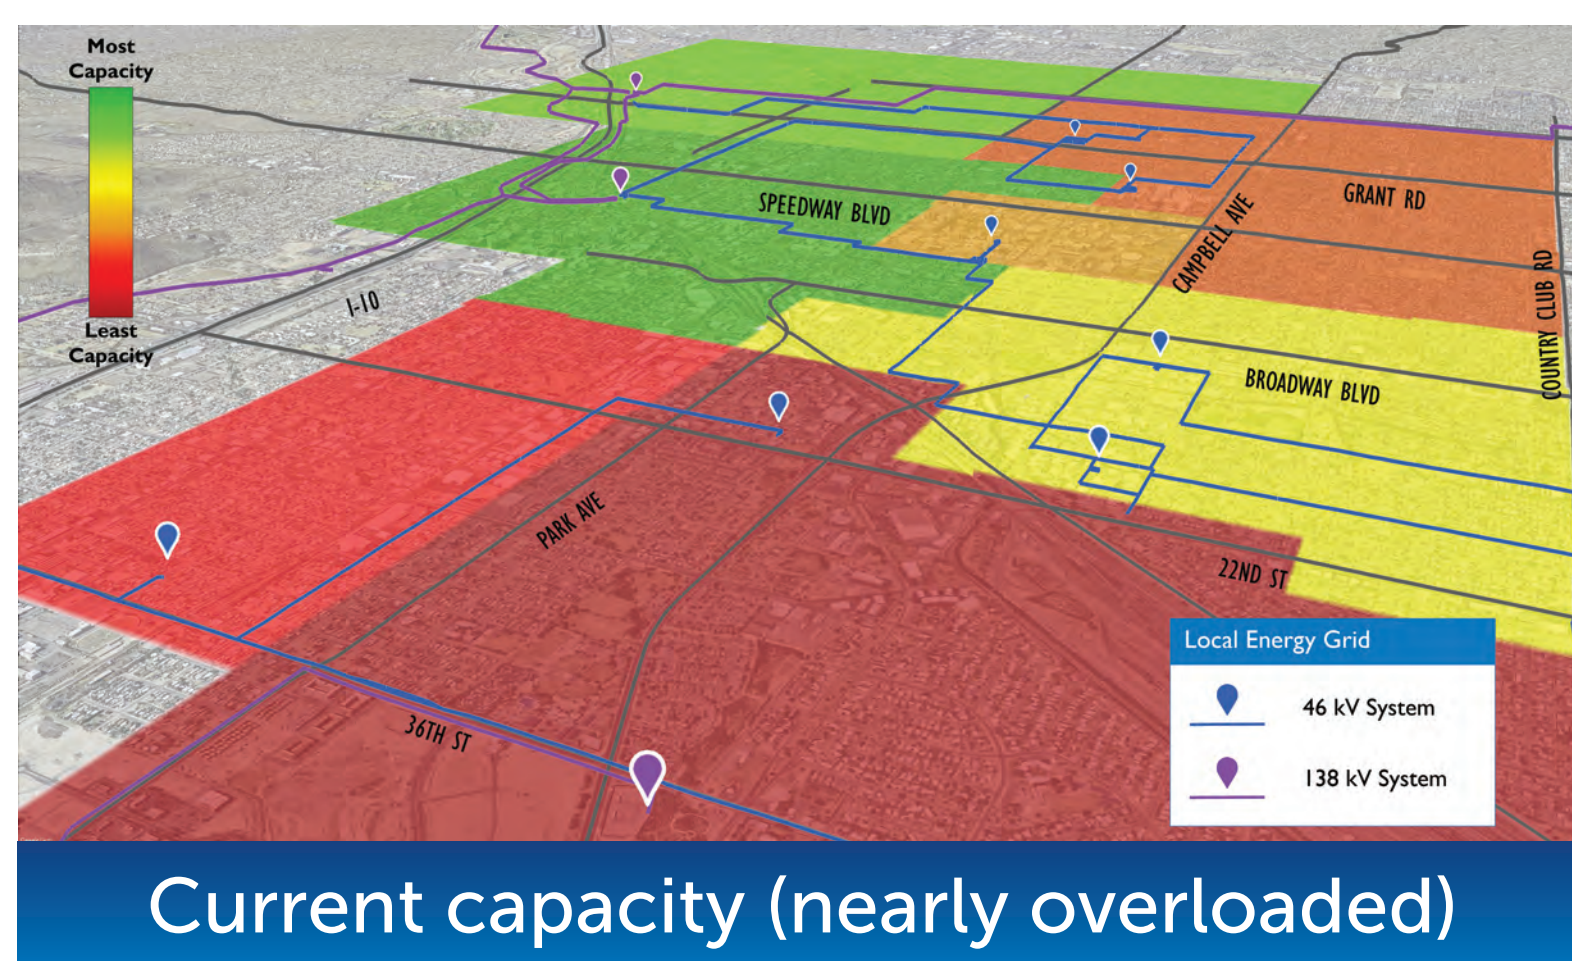 Most
Capacity
Least
Capacity
SPEEDWAY BLVD
GRANT RD
CAMPBELL AVE
COUNTRY CLUB RD
I-10
BROADWAY BLVD
PARK AVE
22ND ST
36TH ST
Local Energy Grid
46 kV System
138 kV System
Current capacity (nearly overloaded)